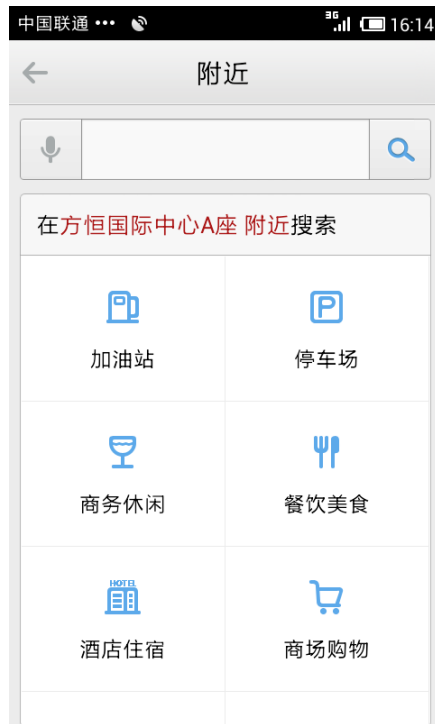 中国联通 ••• 3G 16:14
附近
在方恒国际中心A座 附近搜索
P
加油站 停车场
商务休闲 餐饮美食
HOTEL
酒店住宿 商场购物